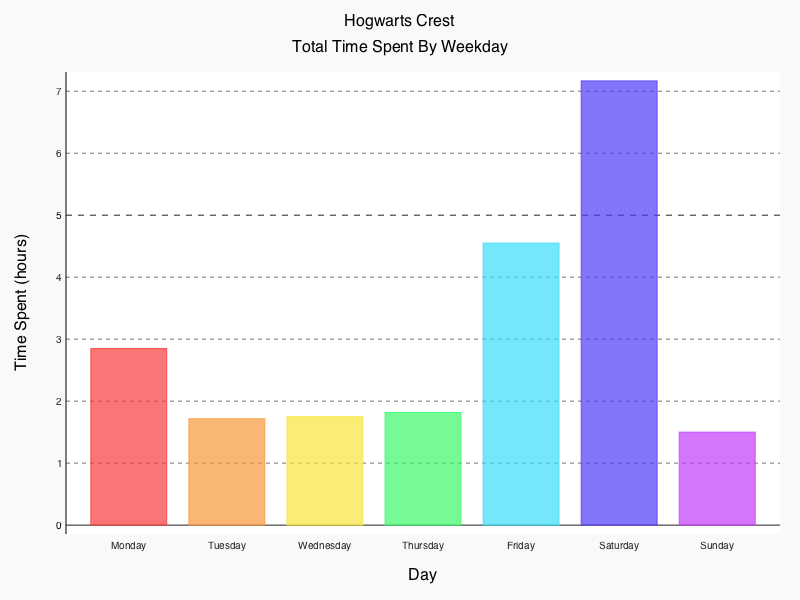 Hogwarts Crest
Total Time Spent By Weekday
Time Spent (hours)
7
6
5
4
3
2
1
0
Monday Tuesday Wednesday Thursday Friday Saturday Sunday
Day